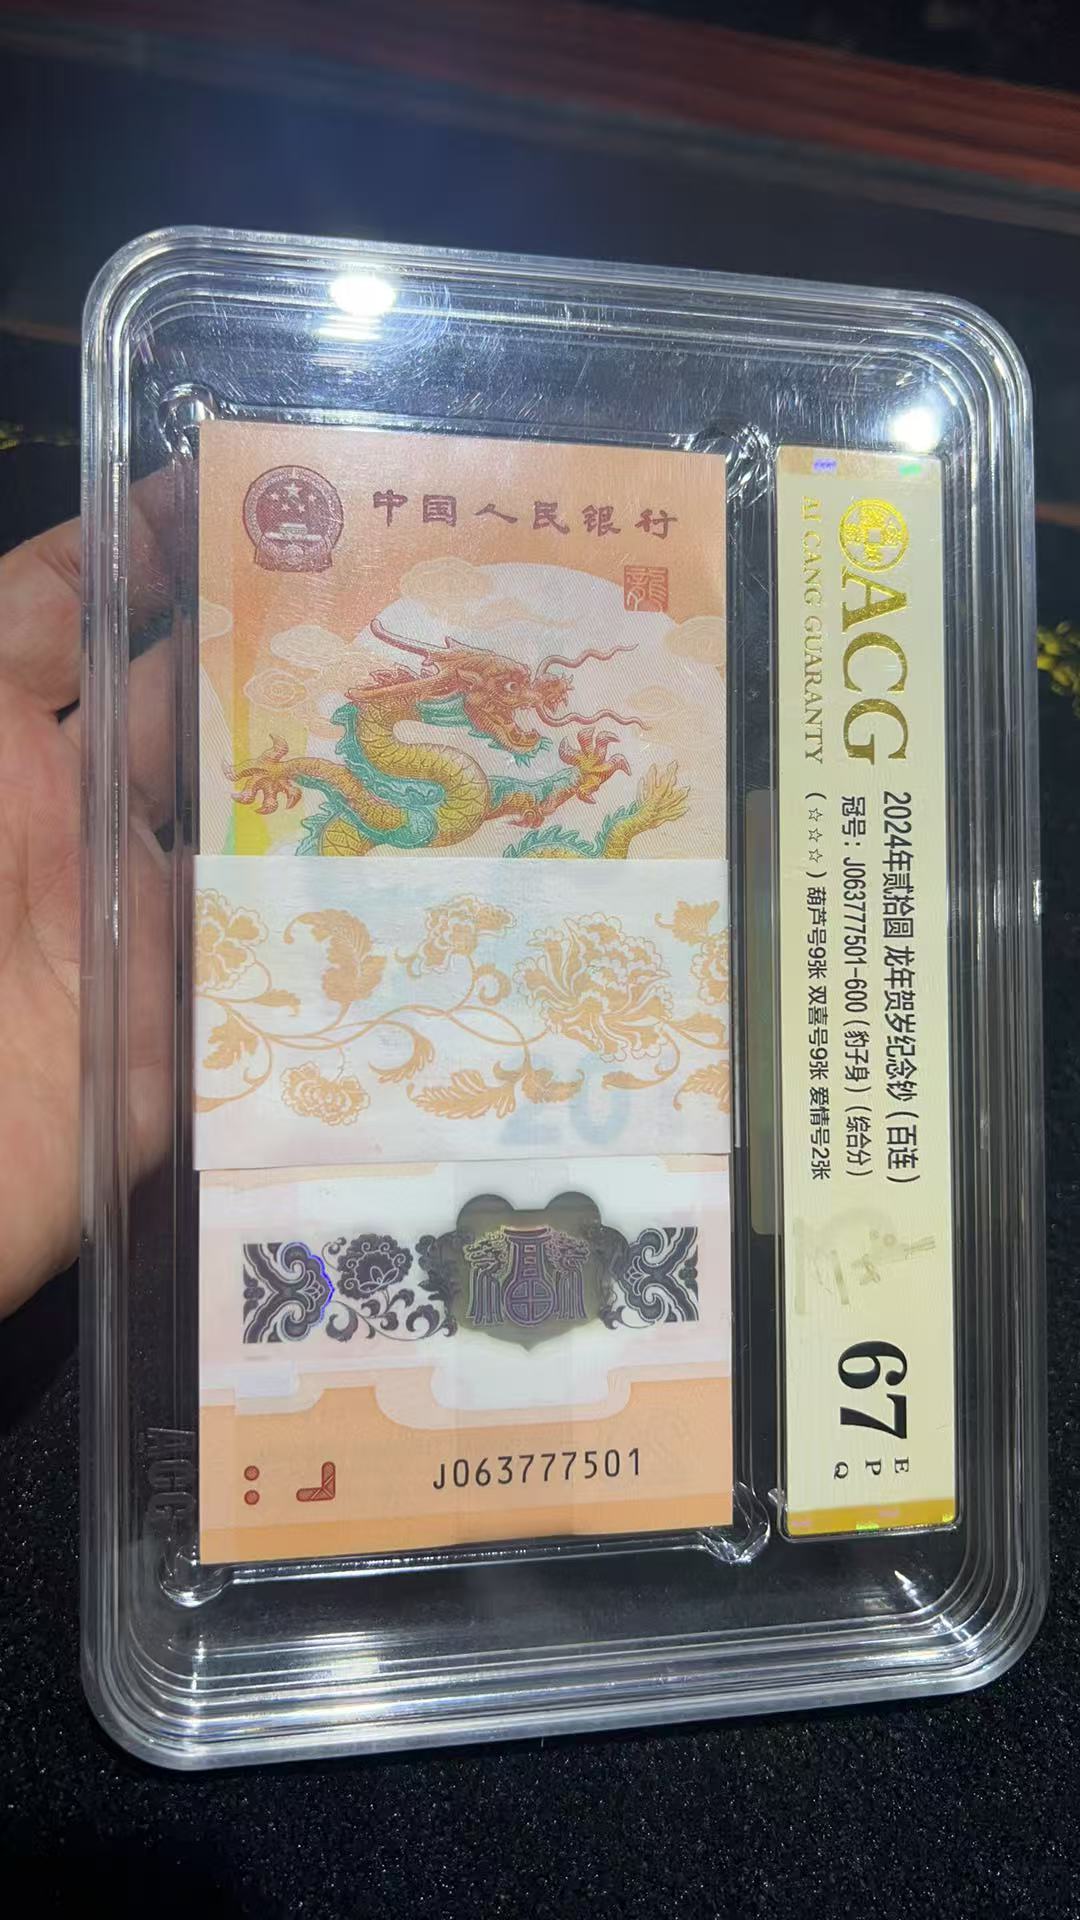 中国人民银行
龍
20
J063777501
ACG
AI CANG GUARANTY
2024年贰拾圆 龙年贺岁纪念钞（百连）
冠号：J063777501-600（豹子身）（综合分）
（☆☆☆）葫芦号9张 双喜号9张 爱情号2张
67
E
P
Q
ACG